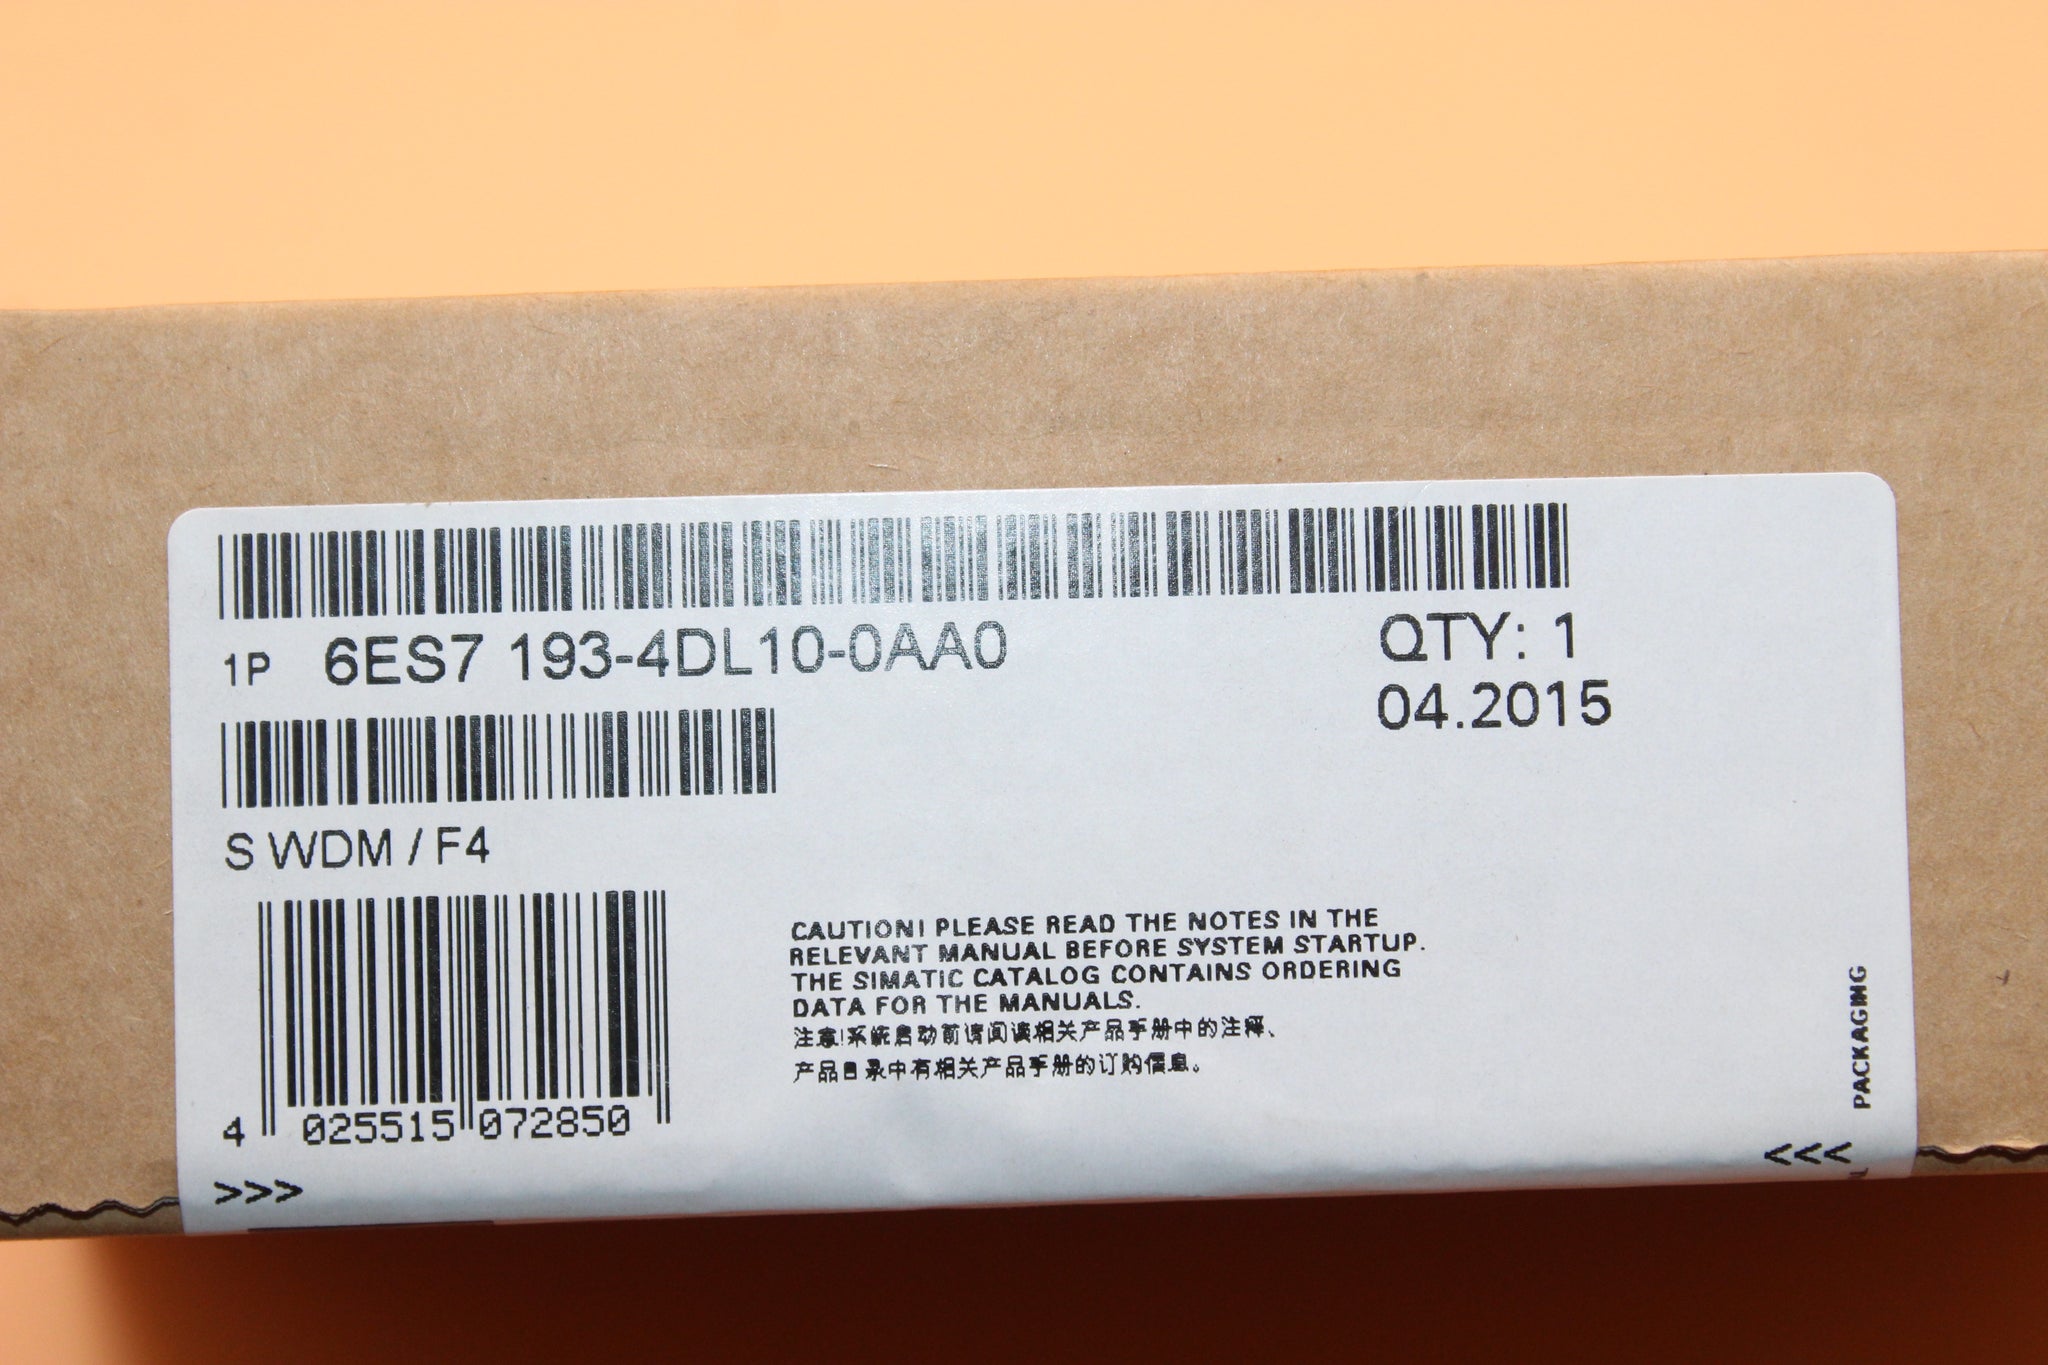 1P 6ES7 193-4DL10-0AA0
QTY: 1
04.2015
S WDM / F4
CAUTION! PLEASE READ THE NOTES IN THE
RELEVANT MANUAL BEFORE SYSTEM STARTUP.
THE SIMATIC CATALOG CONTAINS ORDERING
DATA FOR THE MANUALS.
注意!系统启动前请阅读相关产品手册中的注释、
产品目录中有相关产品手册的订购信息。
4 025515 072850
>>>
<<<
PACKAGING